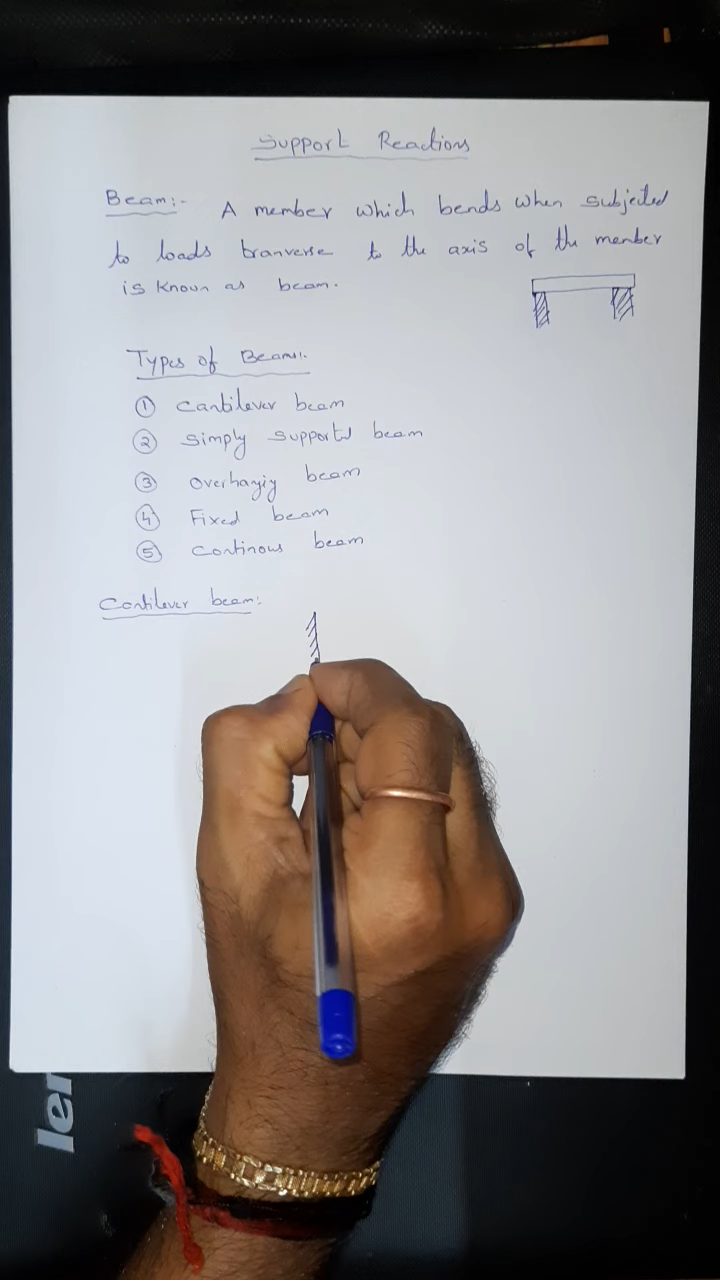 Support Reactions
Beam:- A member which bends when subjected
to loads tranverse to the axis of the member
is known as beam.
Types of Beams:-
① Cantilever beam
② Simply supported beam
③ Overhanging beam
④ Fixed beam
⑤ Continous beam
Cantilever beam:
len